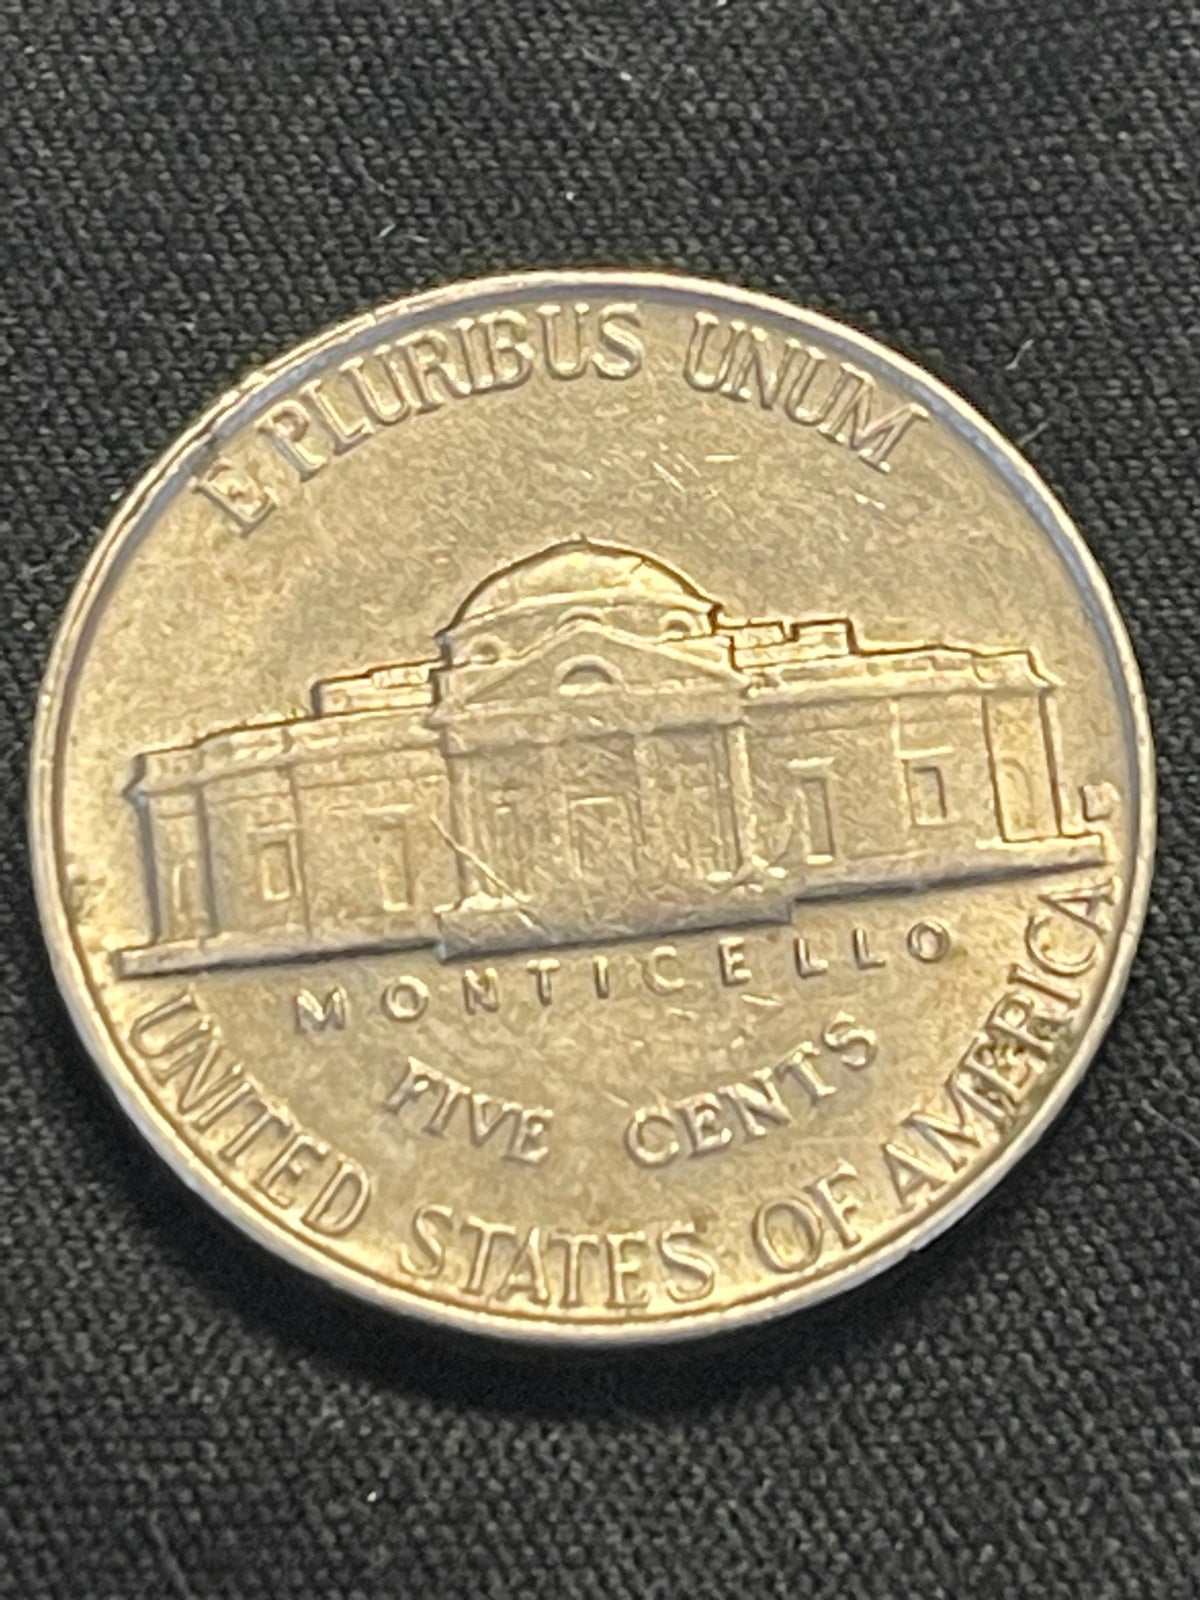 E PLURIBUS UNUM
MONTICELLO
FIVE CENTS
UNITED STATES OF AMERICA